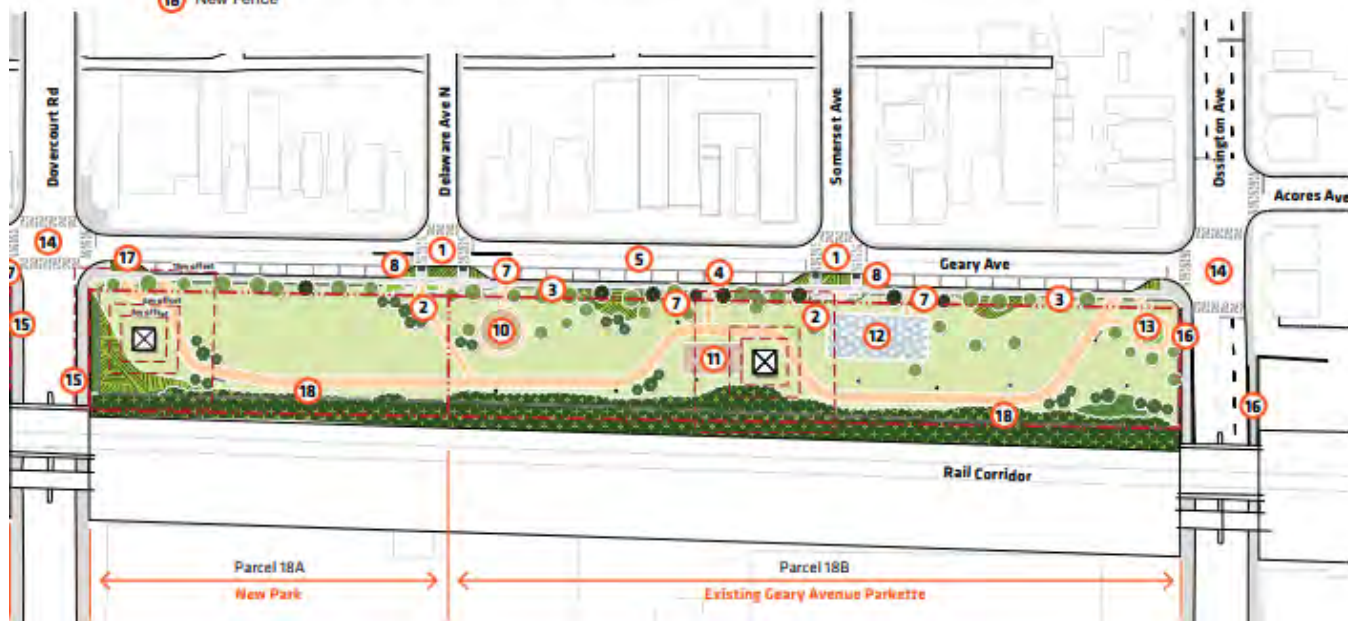 18 New Fence
Dovercourt Rd
Delaware Ave N
Somerset Ave
Ossington Ave
Acores Ave
Geary Ave
14
17
8
1
7
5
4
1
8
14
2
3
7
2
7
3
13
15
10
12
16
15
11
18
18
16
Rail Corridor
Parcel 18A
New Park
Parcel 18B
Existing Geary Avenue Parkette